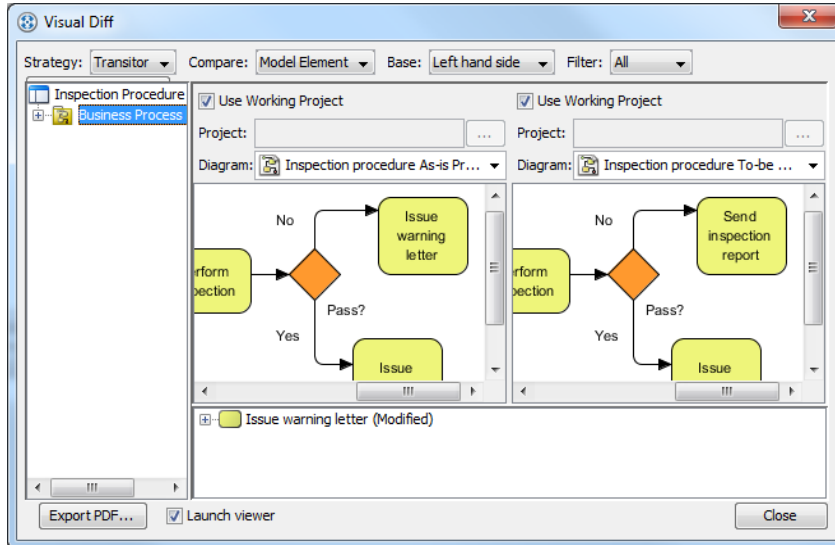 Visual Diff
Strategy: Transitor Compare: Model Element Base: Left hand side Filter: All
Inspection Procedure
Business Process
Use Working Project
Project: ...
Diagram: Inspection procedure As-is Pr...
No
Issue
warning
letter
rform
pection
Pass?
Yes
Issue
Use Working Project
Project: ...
Diagram: Inspection procedure To-be ...
No
Send
inspection
report
rform
pection
Pass?
Yes
Issue
Issue warning letter (Modified)
Export PDF... Launch viewer Close